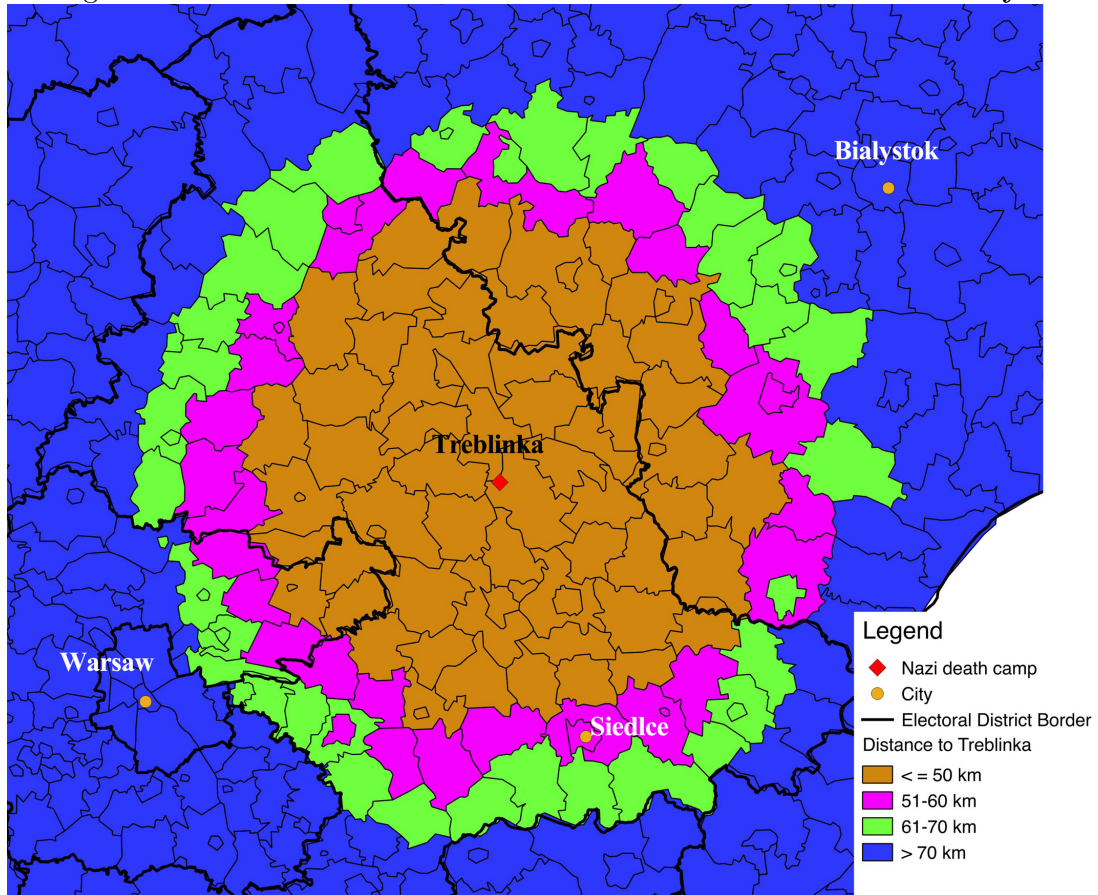 Bialystok
Treblinka
Warsaw
Siedlce
Legend
Nazi death camp
City
Electoral District Border
Distance to Treblinka
< = 50 km
51-60 km
61-70 km
> 70 km